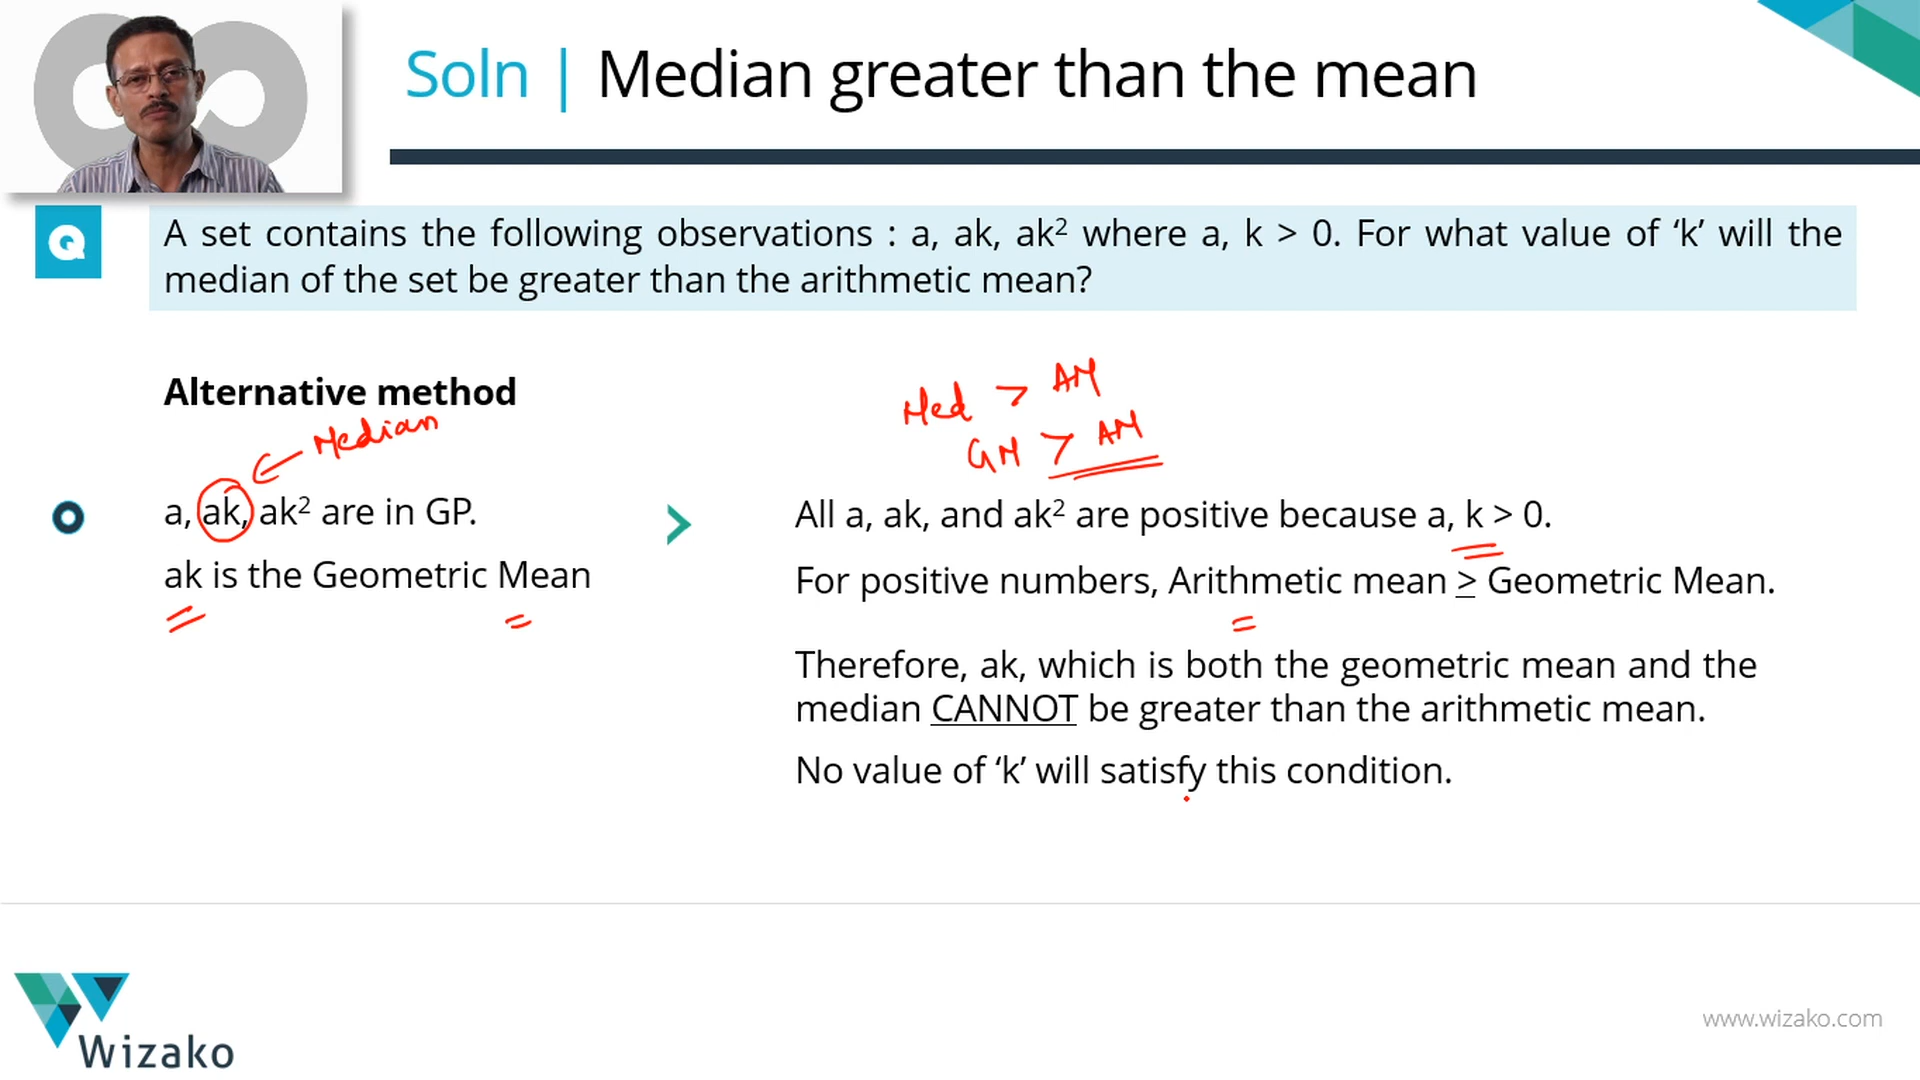 Soln | Median greater than the mean
Q
A set contains the following observations : a, ak, ak² where a, k > 0. For what value of ‘k’ will the
median of the set be greater than the arithmetic mean?
Alternative method
Median
a, ak, ak² are in GP.
ak is the Geometric Mean
Med > AM
GM > AM
All a, ak, and ak² are positive because a, k > 0.
For positive numbers, Arithmetic mean ≥ Geometric Mean.
Therefore, ak, which is both the geometric mean and the
median CANNOT be greater than the arithmetic mean.
No value of ‘k’ will satisfy this condition.
Wizako
www.wizako.com